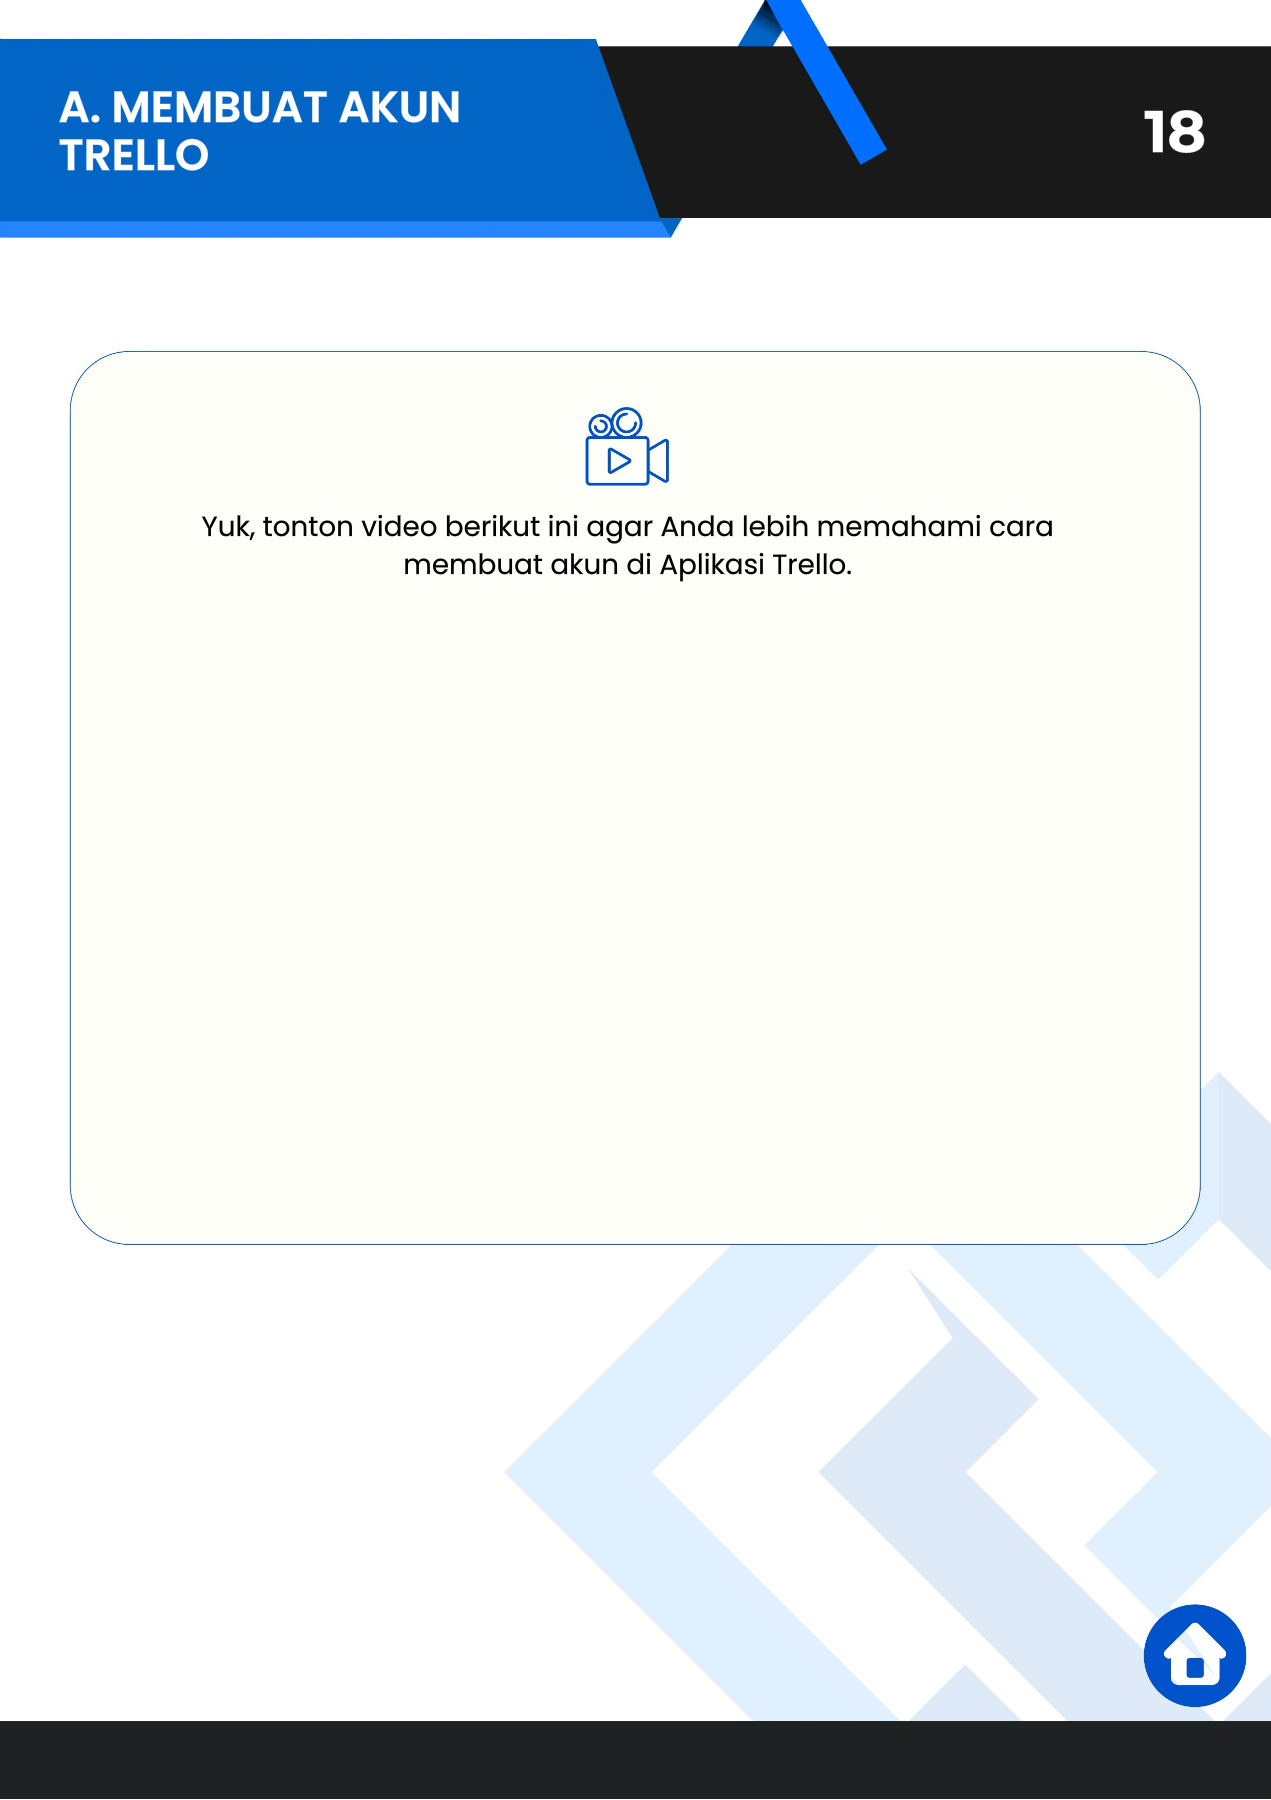 A. MEMBUAT AKUN
TRELLO
18
Yuk, tonton video berikut ini agar Anda lebih memahami cara
membuat akun di Aplikasi Trello.